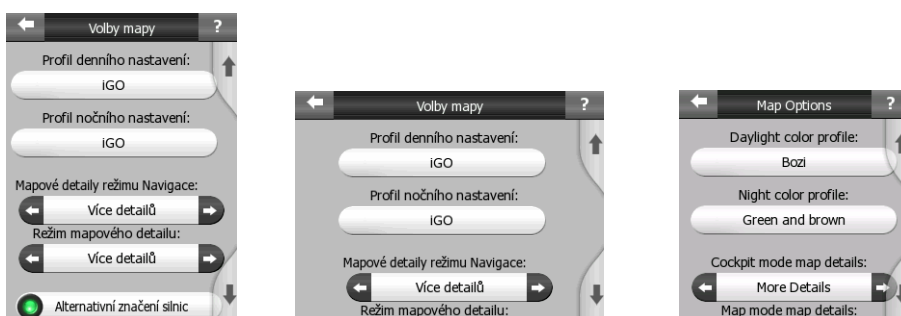 Volby mapy ?
Profil denního nastavení:
iGO
Profil nočního nastavení:
iGO
Mapové detaily režimu Navigace:
Více detailů
Režim mapového detailu:
Více detailů
Alternativní značení silnic
Volby mapy ?
Profil denního nastavení:
iGO
Profil nočního nastavení:
iGO
Mapové detaily režimu Navigace:
Více detailů
Režim mapového detailu:
Map Options ?
Daylight color profile:
Bozi
Night color profile:
Green and brown
Cockpit mode map details:
More Details
Map mode map details: